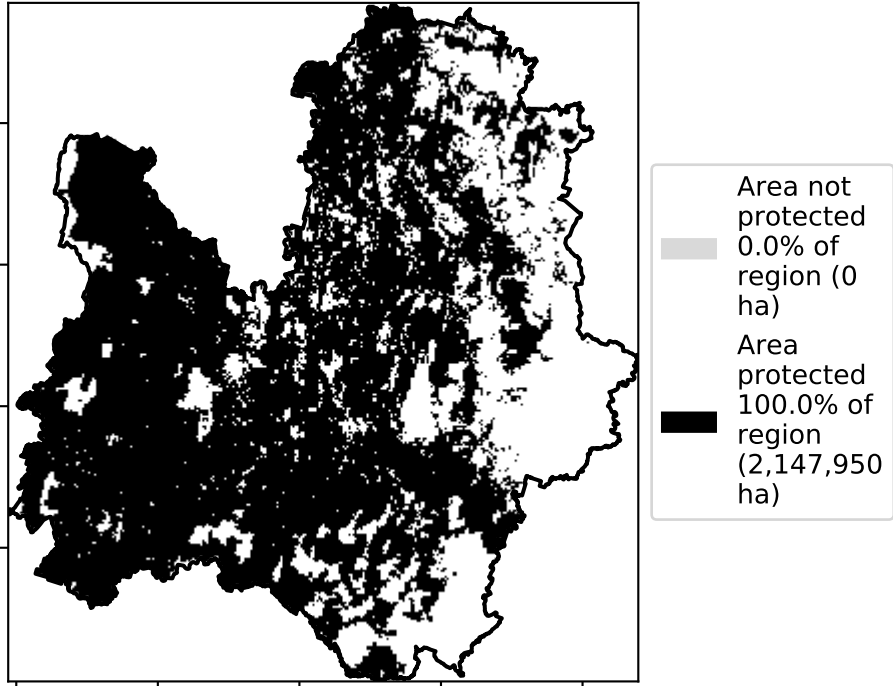 Area not
protected
0.0% of
region (0
ha)
Area
protected
100.0% of
region
(2,147,950
ha)